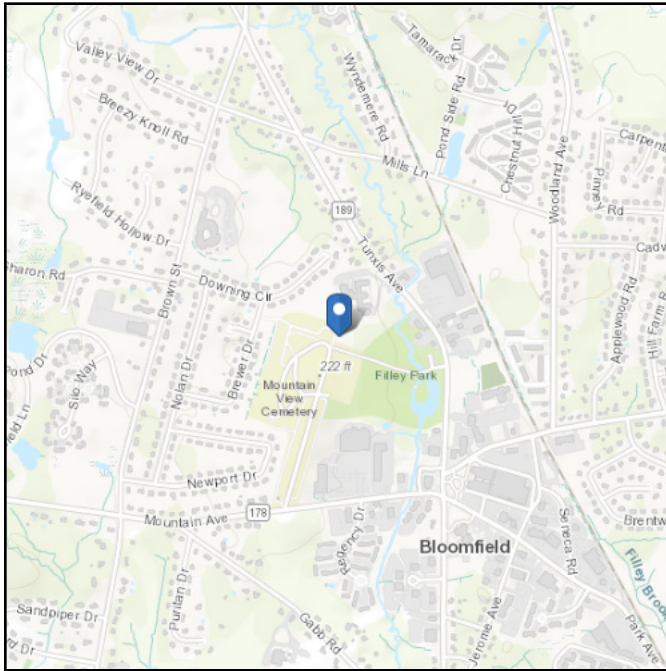 Valley View Dr
Tamarack Dr
Wyndemere Rd
Pond Side Rd
Breezy Knoll Rd
Chestnut Hill Dr
Woodland Ave
Carpent
Mills Ln
Pinney Rd
Ryefield Hollow Dr
189
Tunxis Ave
Cadw
Sharon Rd
Downing Cir
Brown St
Applewood Rd
Hill Farm
Pond Dr
Silo Way
Nolan Dr
Brewer Dr
222 ft
Filley Park
Mountain
View
Cemetery
eld Ln
Newport Dr
178
Mountain Ave
Regency Dr
Seneca Rd
Brentw
Bloomfield
Filley Brook
Puritan Dr
Sandpiper Dr
Gabb Rd
Jerome Ave
Park Ave